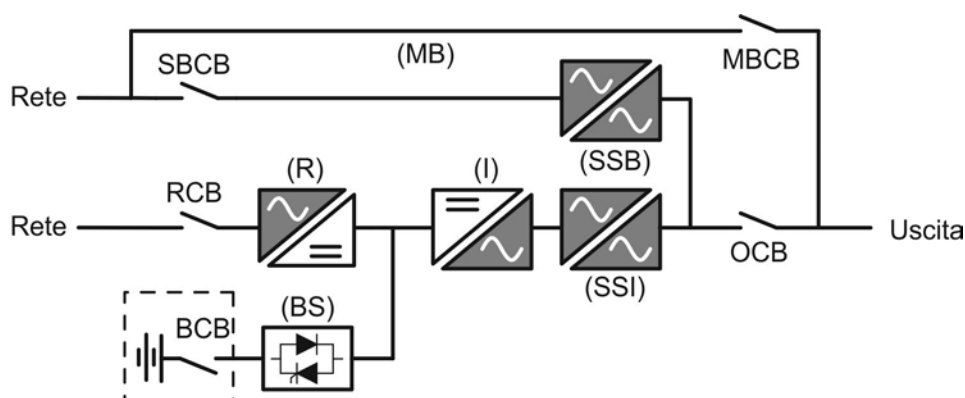 SBCB
(MB)
MBCB
Rete
(SSB)
RCB
(R)
(I)
Rete
Uscita
OCB
(SSI)
BCB
(BS)